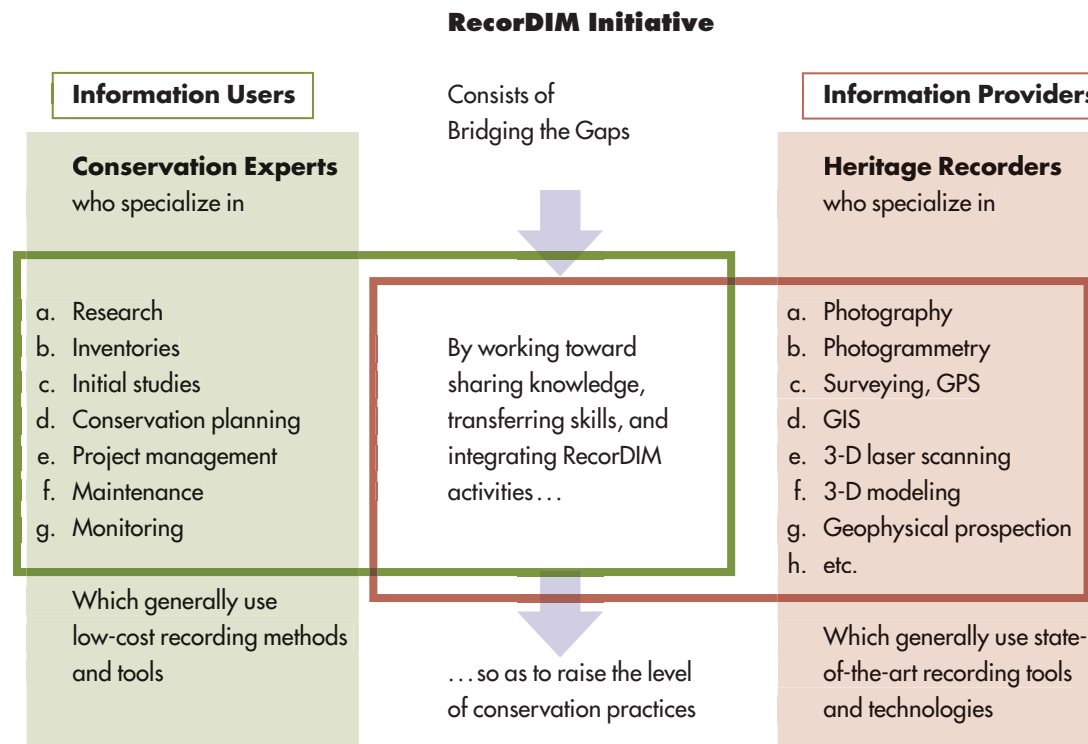 RecorDIM Initiative
Information Users
Conservation Experts
who specialize in
a. Research
b. Inventories
c. Initial studies
d. Conservation planning
e. Project management
f. Maintenance
g. Monitoring
Which generally use
low-cost recording methods
and tools
Consists of
Bridging the Gaps
By working toward
sharing knowledge,
transferring skills, and
integrating RecorDIM
activities...
...so as to raise the level
of conservation practices
Information Providers
Heritage Recorders
who specialize in
a. Photography
b. Photogrammetry
c. Surveying, GPS
d. GIS
e. 3-D laser scanning
f. 3-D modeling
g. Geophysical prospection
h. etc.
Which generally use state-
of-the-art recording tools
and technologies